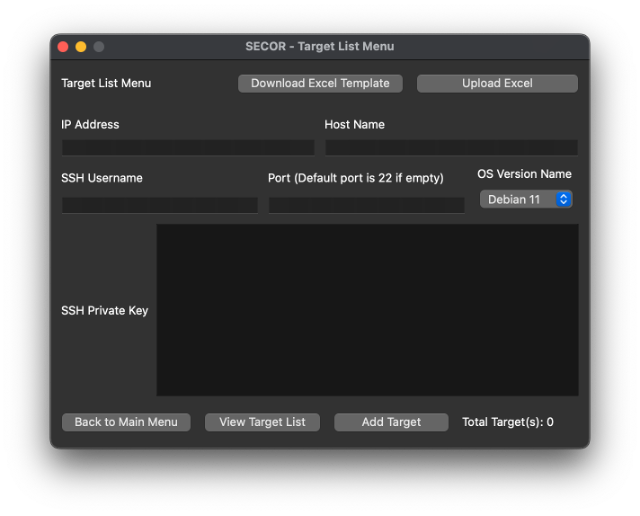 SECOR - Target List Menu
Target List Menu
Download Excel Template
Upload Excel
IP Address
Host Name
SSH Username
Port (Default port is 22 if empty)
OS Version Name
Debian 11
SSH Private Key
Back to Main Menu
View Target List
Add Target
Total Target(s): 0